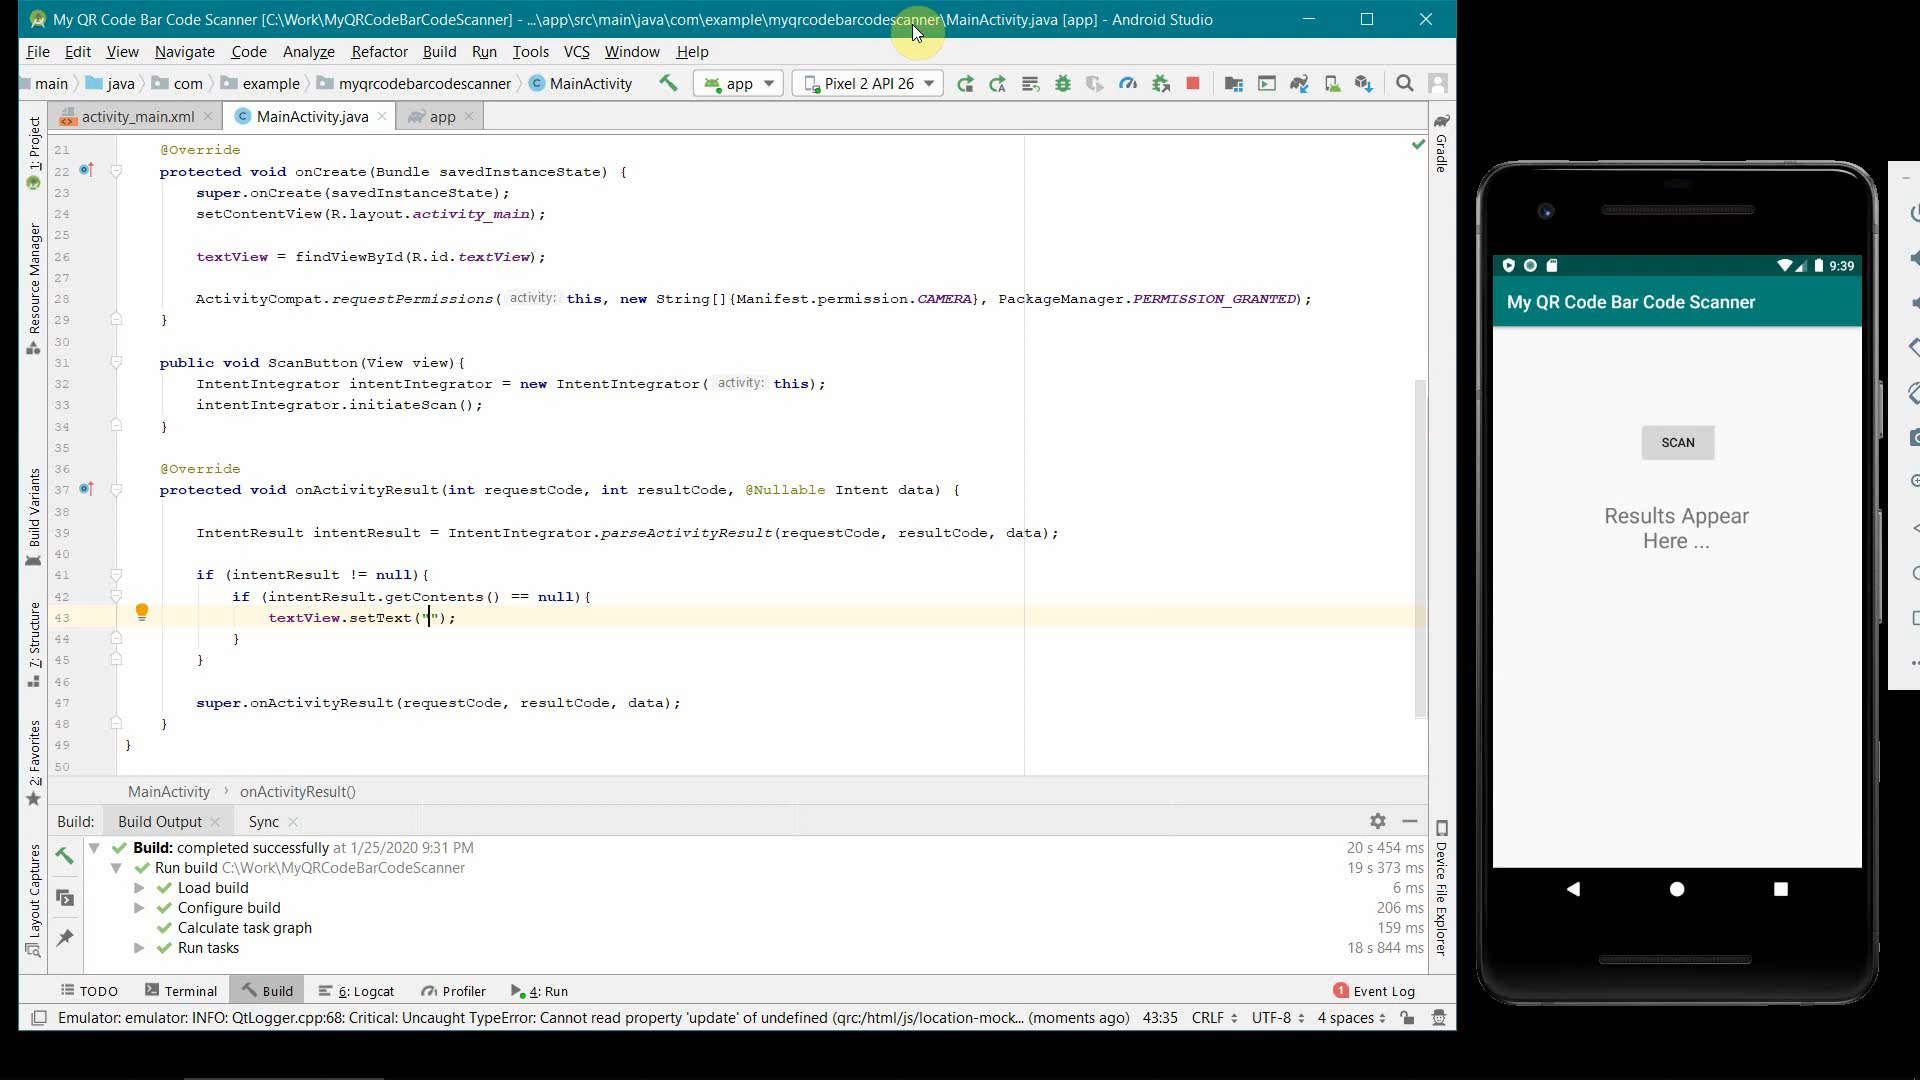 My QR Code Bar Code Scanner [C:\Work\MyQRCodeBarCodeScanner] - ...\app\src\main\java\com\example\myqrcodebarcodescanner\MainActivity.java [app] - Android Studio
File Edit View Navigate Code Analyze Refactor Build Run Tools VCS Window Help
main java com example myqrcodebarcodescanner MainActivity app Pixel 2 API 26
activity_main.xml MainActivity.java app
21 @Override
22 protected void onCreate(Bundle savedInstanceState) {
23 super.onCreate(savedInstanceState);
24 setContentView(R.layout.activity_main);
25
26 textView = findViewById(R.id.textView);
27
28 ActivityCompat.requestPermissions( activity: this, new String[]{Manifest.permission.CAMERA}, PackageManager.PERMISSION_GRANTED);
29 }
30
31 public void ScanButton(View view){
32 IntentIntegrator intentIntegrator = new IntentIntegrator( activity: this);
33 intentIntegrator.initiateScan();
34 }
35
36 @Override
37 protected void onActivityResult(int requestCode, int resultCode, @Nullable Intent data) {
38
39 IntentResult intentResult = IntentIntegrator.parseActivityResult(requestCode, resultCode, data);
40
41 if (intentResult != null){
42 if (intentResult.getContents() == null){
43 textView.setText("");
44 }
45 }
46
47 super.onActivityResult(requestCode, resultCode, data);
48 }
49 }
50
MainActivity onActivityResult()
Build: Build Output Sync
Build: completed successfully at 1/25/2020 9:31 PM 20 s 454 ms
Run build C:\Work\MyQRCodeBarCodeScanner 19 s 373 ms
Load build 6 ms
Configure build 206 ms
Calculate task graph 159 ms
Run tasks 18 s 844 ms
TODO Terminal Build 6: Logcat Profiler 4: Run 1 Event Log
Emulator: emulator: INFO: QtLogger.cpp:68: Critical: Uncaught TypeError: Cannot read property 'update' of undefined (qrc:/html/js/location-mock... (moments ago) 43:35 CRLF UTF-8 4 spaces
1: Project
Resource Manager
Build Variants
7: Structure
2: Favorites
Layout Captures
Gradle
Device File Explorer
9:39
My QR Code Bar Code Scanner
SCAN
Results Appear
Here ...